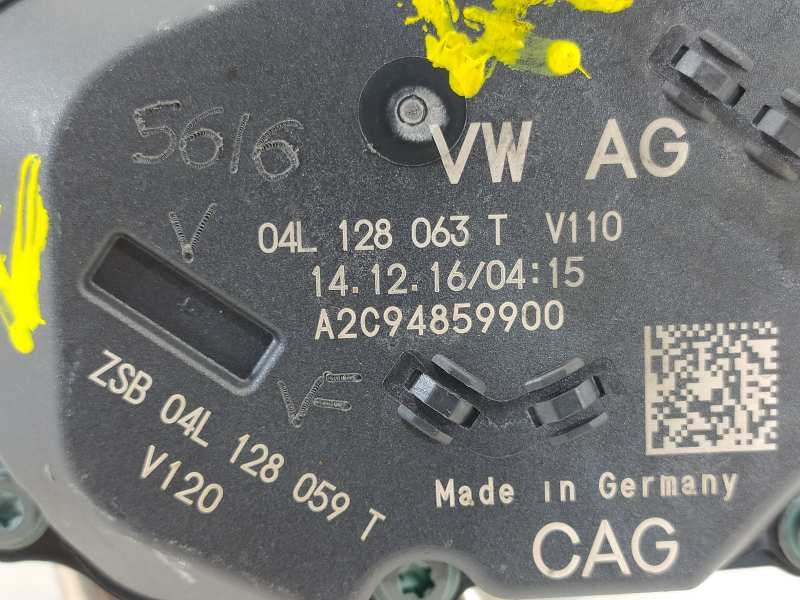 5616
VW AG
V
04L 128 063 T V110
14.12.16/04:15
A2C94859900
VF
ZSB 04L 128 059 T
V120
Made in Germany
CAG